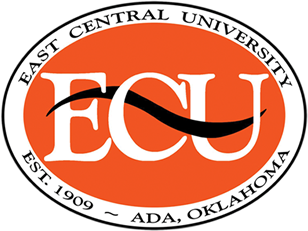 EAST CENTRAL UNIVERSITY
ECU
EST. 1909 ~ ADA, OKLAHOMA